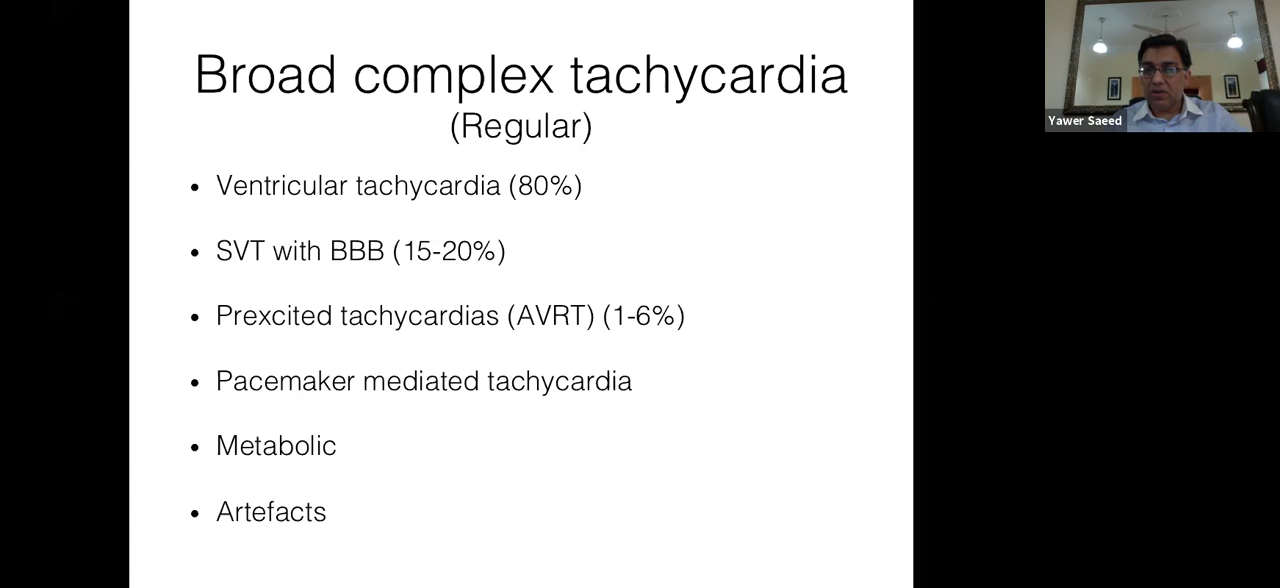 Broad complex tachycardia
(Regular)
• Ventricular tachycardia (80%)
• SVT with BBB (15-20%)
• Prexcited tachycardias (AVRT) (1-6%)
• Pacemaker mediated tachycardia
• Metabolic
• Artefacts
Yawer Saeed